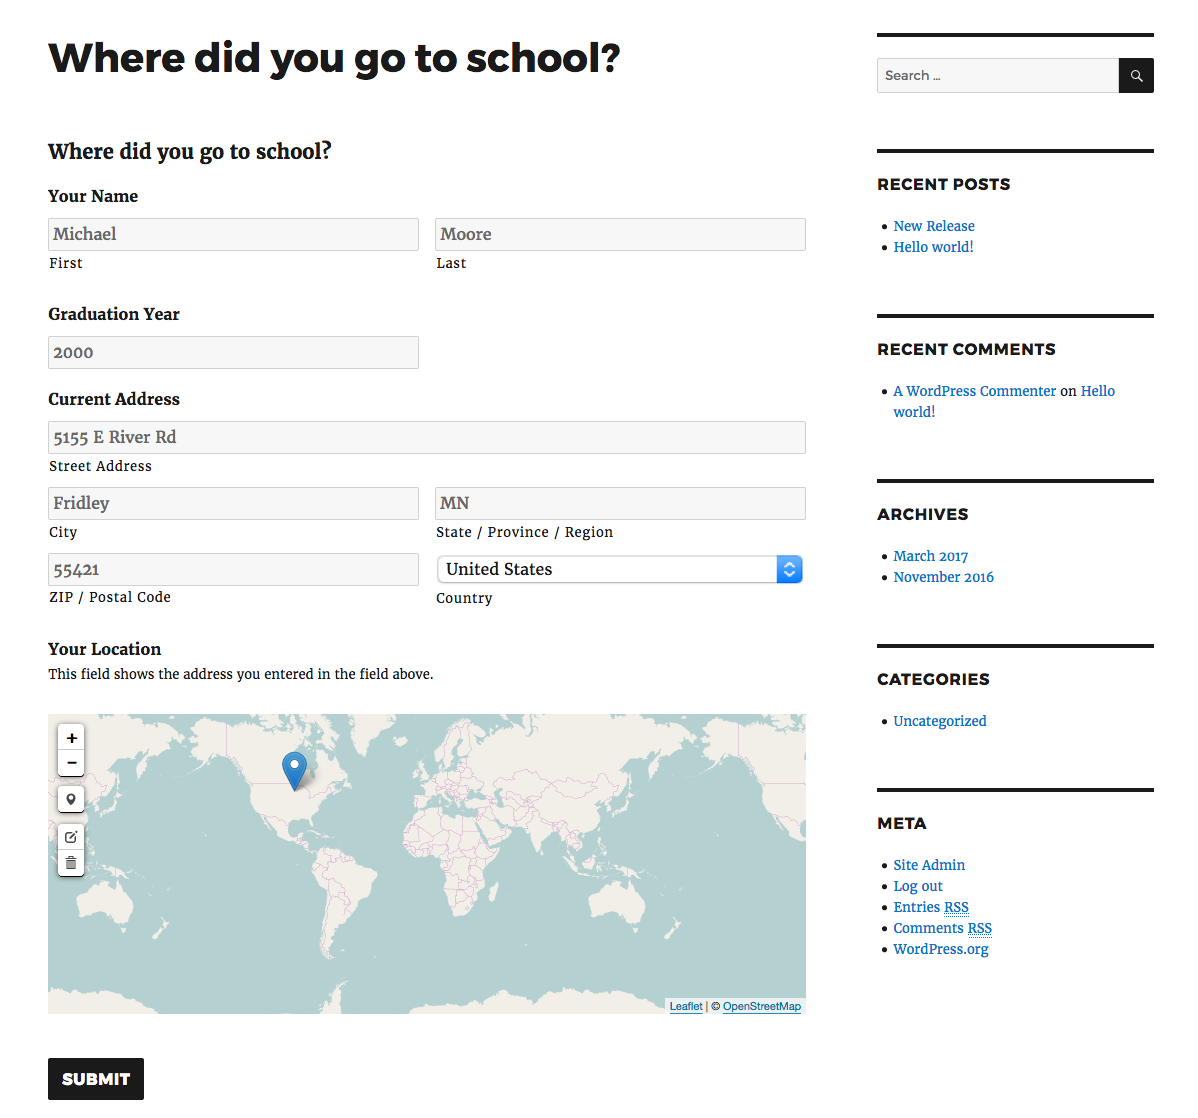 Where did you go to school?
Where did you go to school?
Your Name
Michael
Moore
First
Last
Graduation Year
2000
Current Address
5155 E River Rd
Street Address
Fridley
MN
City
State / Province / Region
55421
United States
ZIP / Postal Code
Country
Your Location
This field shows the address you entered in the field above.
+
−
Leaflet | © OpenStreetMap
SUBMIT
Search …
RECENT POSTS
New Release
Hello world!
RECENT COMMENTS
A WordPress Commenter on Hello
world!
ARCHIVES
March 2017
November 2016
CATEGORIES
Uncategorized
META
Site Admin
Log out
Entries RSS
Comments RSS
WordPress.org